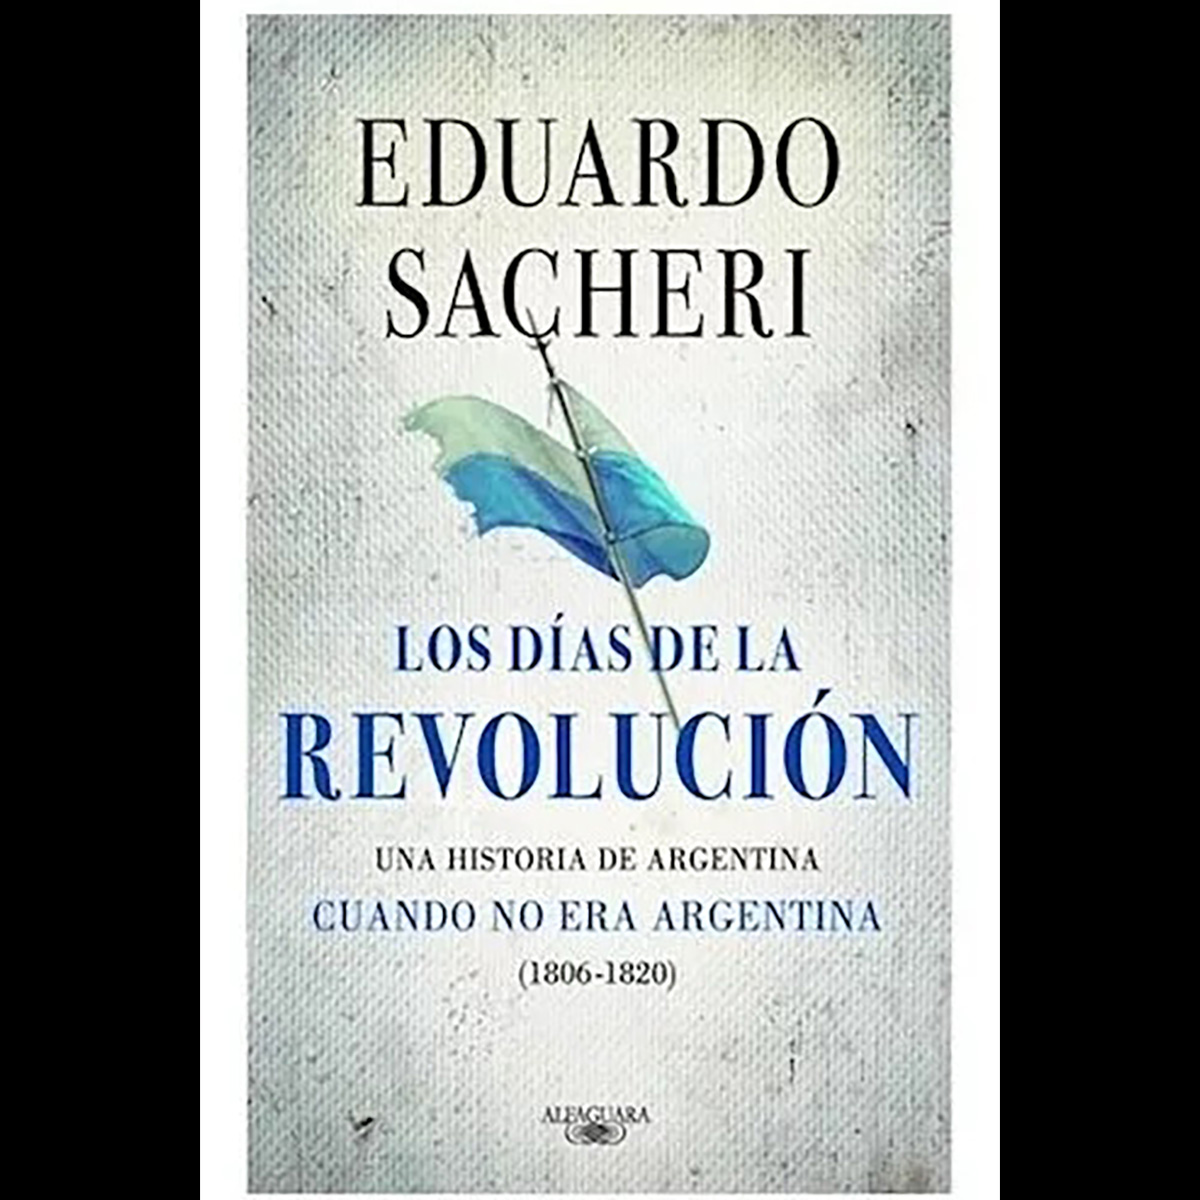 EDUARDO
SACHERI
LOS DÍAS DE LA
REVOLUCIÓN
UNA HISTORIA DE ARGENTINA
CUANDO NO ERA ARGENTINA
(1806-1820)
ALFAGUARA